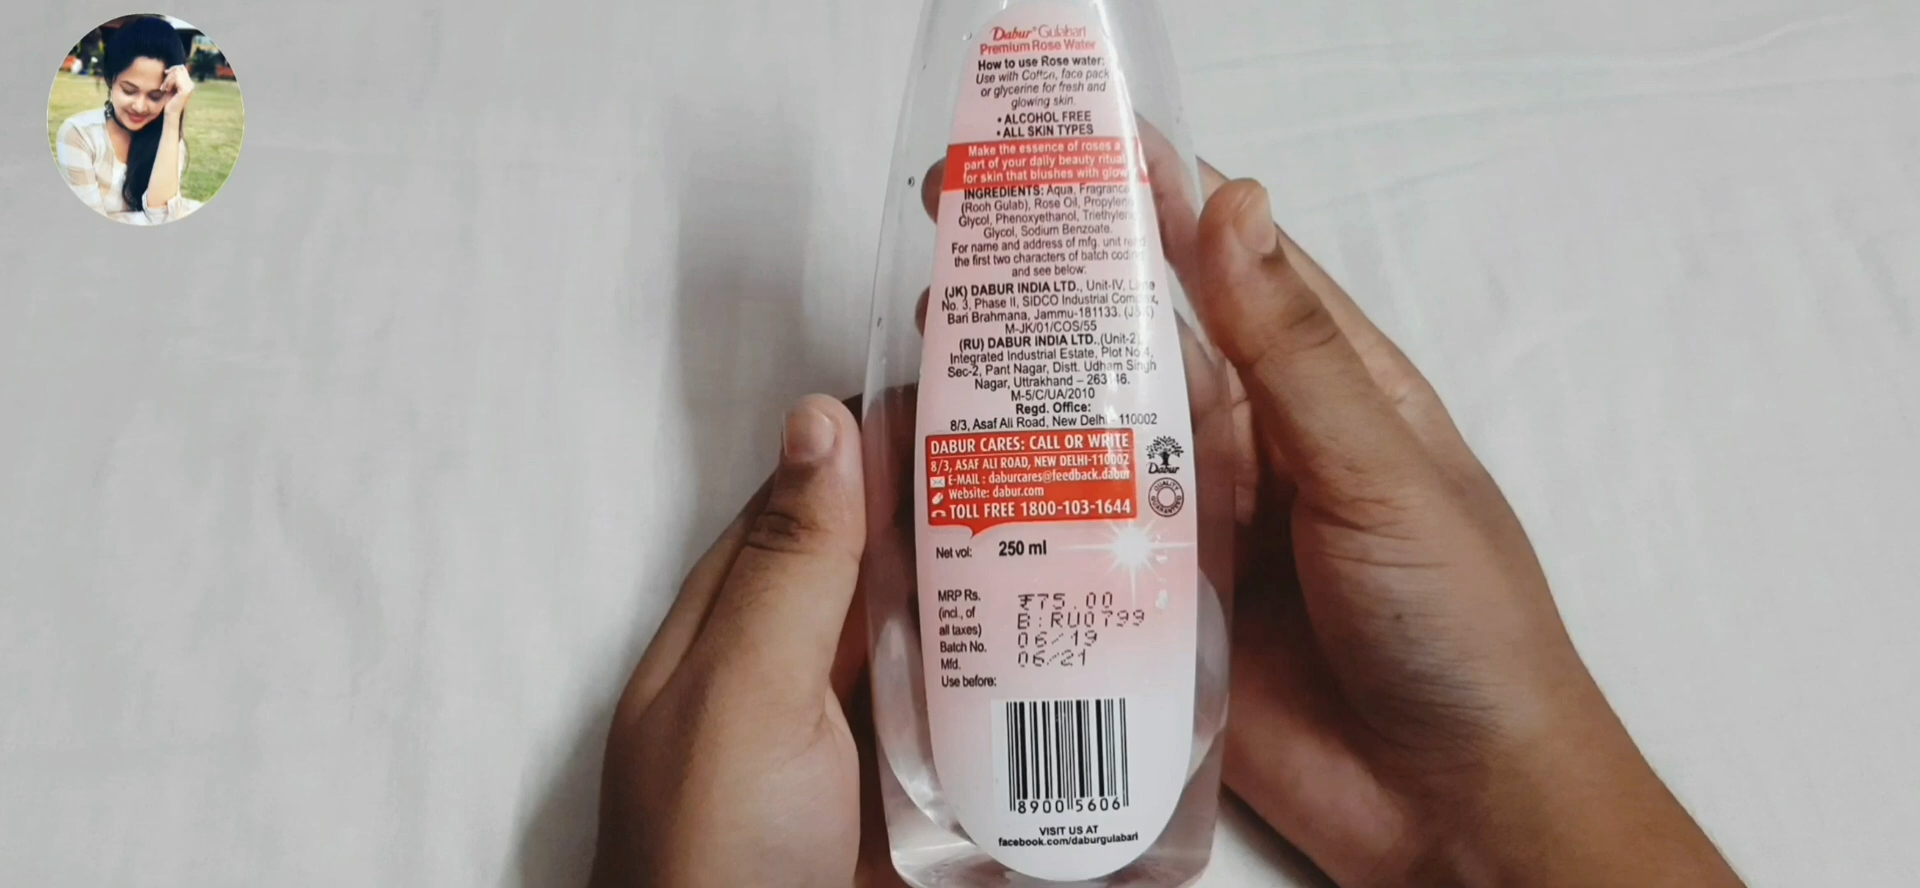 Dabur Gulabari
Premium Rose Water
How to use Rose water:
Use with Cotton, face pack
or glycerine for fresh and
glowing skin.
• ALCOHOL FREE
• ALL SKIN TYPES
Make the essence of roses a
part of your daily beauty ritual
for skin that blushes with glow
INGREDIENTS: Aqua, Fragrance
(Rooh Gulab), Rose Oil, Propylene
Glycol, Phenoxyethanol, Triethylene
Glycol, Sodium Benzoate.
For name and address of mfg. unit read
the first two characters of batch code
and see below:
(JK) DABUR INDIA LTD., Unit-IV, Lane
No. 3, Phase II, SIDCO Industrial Complex,
Bari Brahmana, Jammu-181133. (J&K)
M-JK/01/COS/55
(RU) DABUR INDIA LTD.,(Unit-2)
Integrated Industrial Estate, Plot No.4,
Sec-2, Pant Nagar, Distt. Udham Singh
Nagar, Uttrakhand –
M-5/C/UA/2010
Regd. Office:
8/3, Asaf Ali Road, New Delhi - 110002
DABUR CARES: CALL OR WRITE
8/3, ASAF ALI ROAD, NEW DELHI-110002
E-MAIL : daburcares@feedback.dabur
Website: dabur.com
TOLL FREE 1800-103-1644
Dabur
QUALITY GUARANTEED
Net vol: 250 ml
MRP Rs. ₹75.00
(incl., of B:RU0799
all taxes) 06/19
Batch No. 06/21
Mfd.
Use before:
8900 5606
VISIT US AT
facebook.com/daburgulabari